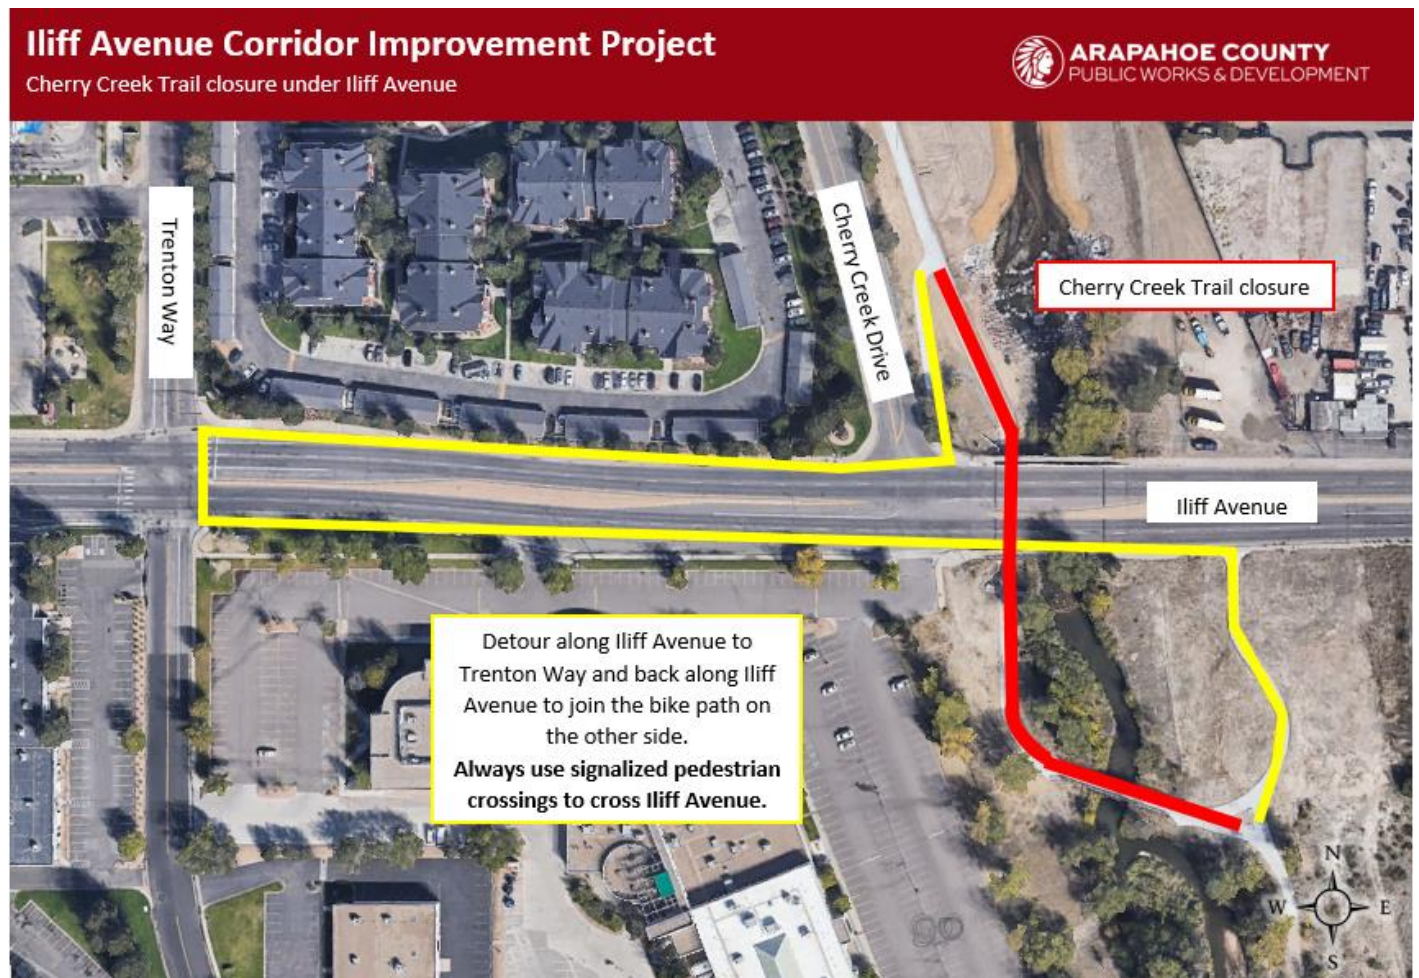 Iliff Avenue Corridor Improvement Project
Cherry Creek Trail closure under Iliff Avenue
ARAPAHOE COUNTY
PUBLIC WORKS & DEVELOPMENT
Trenton Way
Cherry Creek Drive
Cherry Creek Trail closure
Iliff Avenue
Detour along Iliff Avenue to
Trenton Way and back along Iliff
Avenue to join the bike path on
the other side.
Always use signalized pedestrian
crossings to cross Iliff Avenue.
N
W
E
S